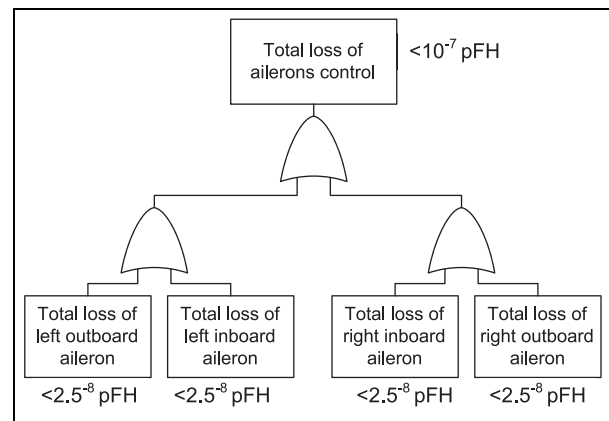 Total loss of
ailerons control
<10⁻⁷ pFH
Total loss of
left outboard
aileron
<2.5⁻⁸ pFH
Total loss of
left inboard
aileron
<2.5⁻⁸ pFH
Total loss of
right inboard
aileron
<2.5⁻⁸ pFH
Total loss of
right outboard
aileron
<2.5⁻⁸ pFH